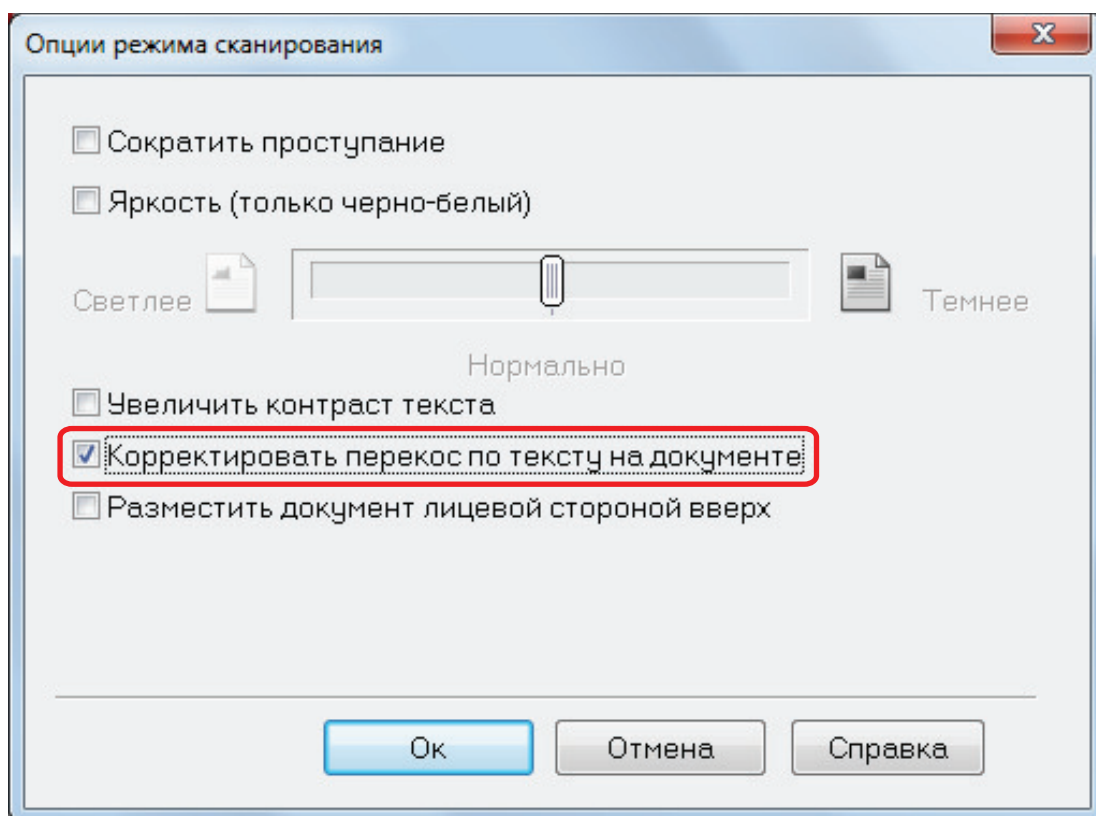 Опции режима сканирования
Сократить проступание
Яркость (только черно-белый)
Светлее Темнее
Нормально
Увеличить контраст текста
Корректировать перекос по тексту на документе
Разместить документ лицевой стороной вверх
Ок Отмена Справка